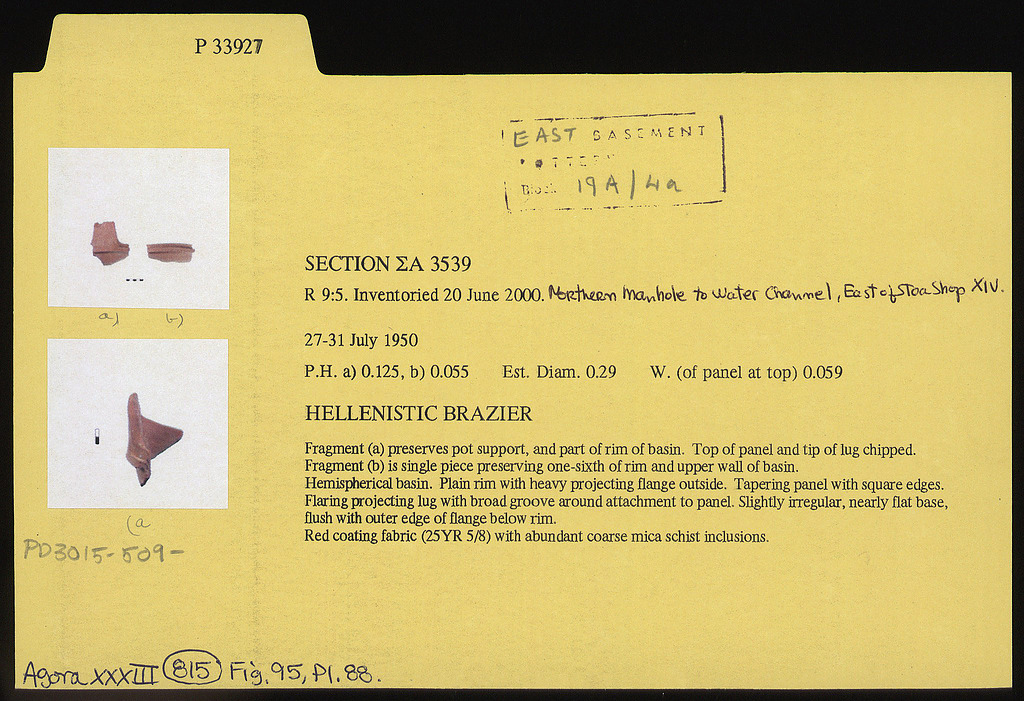 P 33927
EAST BASEMENT
19A/4a
SECTION ΣA 3539
R 9:5. Inventoried 20 June 2000. Northern Manhole to Water Channel, East of Stoa Shop XIV.
27-31 July 1950
P.H. a) 0.125, b) 0.055 Est. Diam. 0.29 W. (of panel at top) 0.059
HELLENISTIC BRAZIER
Fragment (a) preserves pot support, and part of rim of basin. Top of panel and tip of lug chipped.
Fragment (b) is single piece preserving one-sixth of rim and upper wall of basin.
Hemispherical basin. Plain rim with heavy projecting flange outside. Tapering panel with square edges.
Flaring projecting lug with broad groove around attachment to panel. Slightly irregular, nearly flat base,
flush with outer edge of flange below rim.
Red coating fabric (25YR 5/8) with abundant coarse mica schist inclusions.
a) b)
(a
PD3015-509-
Agora XXXIII 815 Fig. 95, Pl. 88.